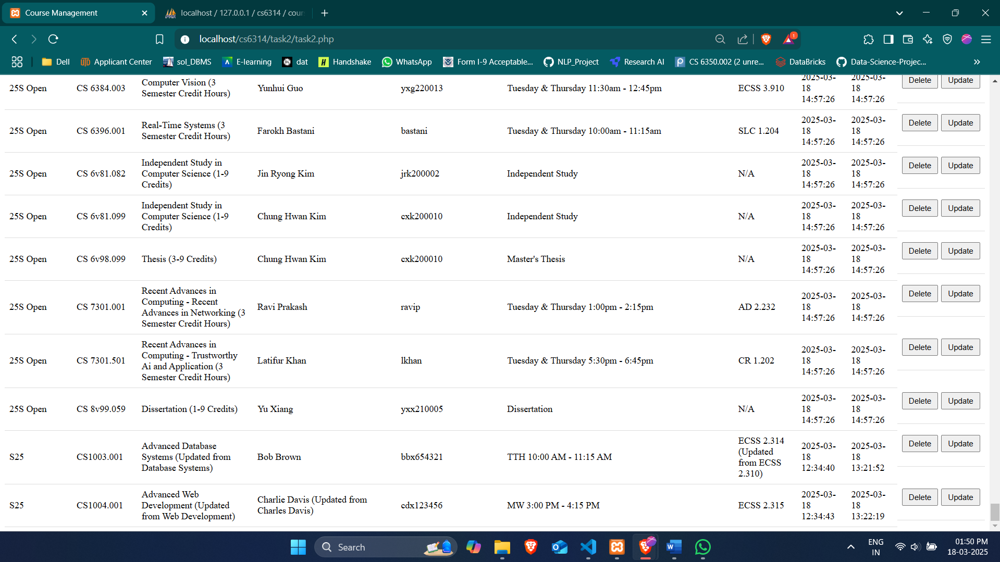 Course Management
localhost / 127.0.0.1 / cs6314 / cour
localhost/cs6314/task2/task2.php
1
Dell
Applicant Center
sol_DBMS
E-learning
dat
Handshake
WhatsApp
Form I-9 Acceptable...
NLP_Project
Research AI
CS 6350.002 (2 unre...
DataBricks
Data-Science-Projec...
25S Open
CS 6384.003
Computer Vision (3
Semester Credit Hours)
Yunhui Guo
yxg220013
Tuesday & Thursday 11:30am - 12:45pm
ECSS 3.910
2025-03-
18
14:57:26
2025-03-
18
14:57:26
Delete
Update
25S Open
CS 6396.001
Real-Time Systems (3
Semester Credit Hours)
Farokh Bastani
bastani
Tuesday & Thursday 10:00am - 11:15am
SLC 1.204
2025-03-
18
14:57:26
2025-03-
18
14:57:26
Delete
Update
25S Open
CS 6v81.082
Independent Study in
Computer Science (1-9
Credits)
Jin Ryong Kim
jrk200002
Independent Study
N/A
2025-03-
18
14:57:26
2025-03-
18
14:57:26
Delete
Update
25S Open
CS 6v81.099
Independent Study in
Computer Science (1-9
Credits)
Chung Hwan Kim
cxk200010
Independent Study
N/A
2025-03-
18
14:57:26
2025-03-
18
14:57:26
Delete
Update
25S Open
CS 6v98.099
Thesis (3-9 Credits)
Chung Hwan Kim
cxk200010
Master's Thesis
N/A
2025-03-
18
14:57:26
2025-03-
18
14:57:26
Delete
Update
25S Open
CS 7301.001
Recent Advances in
Computing - Recent
Advances in Networking (3
Semester Credit Hours)
Ravi Prakash
ravip
Tuesday & Thursday 1:00pm - 2:15pm
AD 2.232
2025-03-
18
14:57:26
2025-03-
18
14:57:26
Delete
Update
25S Open
CS 7301.501
Recent Advances in
Computing - Trustworthy
Ai and Application (3
Semester Credit Hours)
Latifur Khan
lkhan
Tuesday & Thursday 5:30pm - 6:45pm
CR 1.202
2025-03-
18
14:57:26
2025-03-
18
14:57:26
Delete
Update
25S Open
CS 8v99.059
Dissertation (1-9 Credits)
Yu Xiang
yxx210005
Dissertation
N/A
2025-03-
18
14:57:26
2025-03-
18
14:57:26
Delete
Update
S25
CS1003.001
Advanced Database
Systems (Updated from
Database Systems)
Bob Brown
bbx654321
TTH 10:00 AM - 11:15 AM
ECSS 2.314
(Updated
from ECSS
2.310)
2025-03-
18
12:34:40
2025-03-
18
13:21:52
Delete
Update
S25
CS1004.001
Advanced Web
Development (Updated
from Web Development)
Charlie Davis (Updated from
Charles Davis)
cdx123456
MW 3:00 PM - 4:15 PM
ECSS 2.315
2025-03-
18
12:34:43
2025-03-
18
13:22:19
Delete
Update
Search
ENG
IN
01:50 PM
18-03-2025